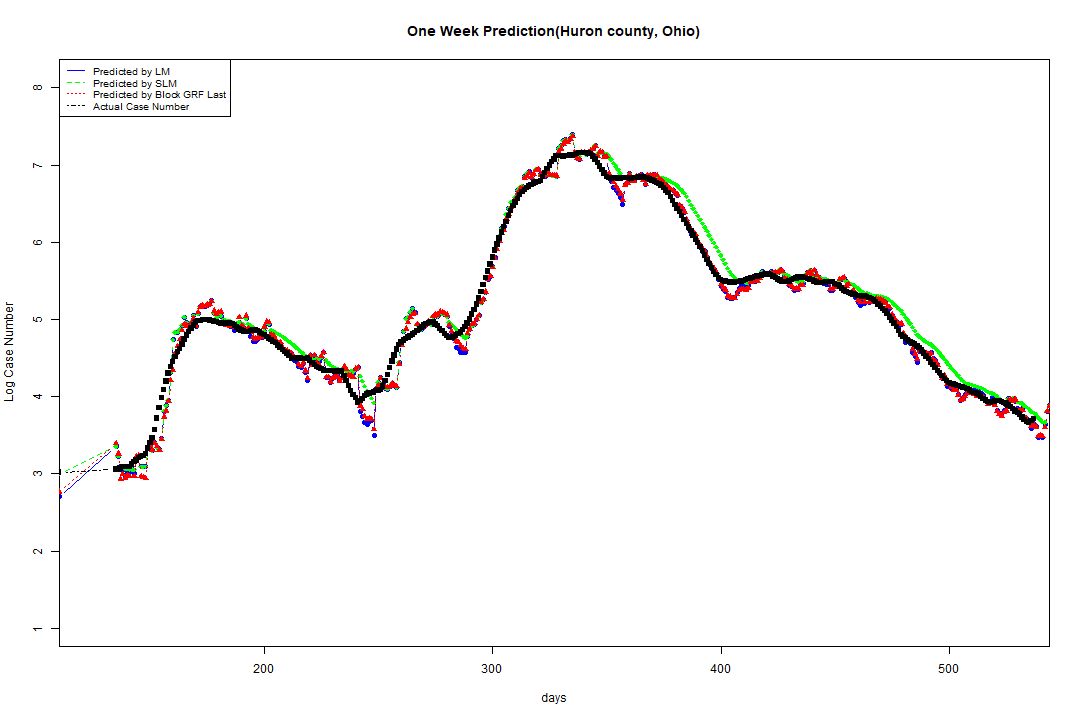 One Week Prediction(Huron county, Ohio)
Predicted by LM
Predicted by SLM
Predicted by Block GRF Last
Actual Case Number
8
7
6
5
4
3
2
1
Log Case Number
200
300
400
500
days